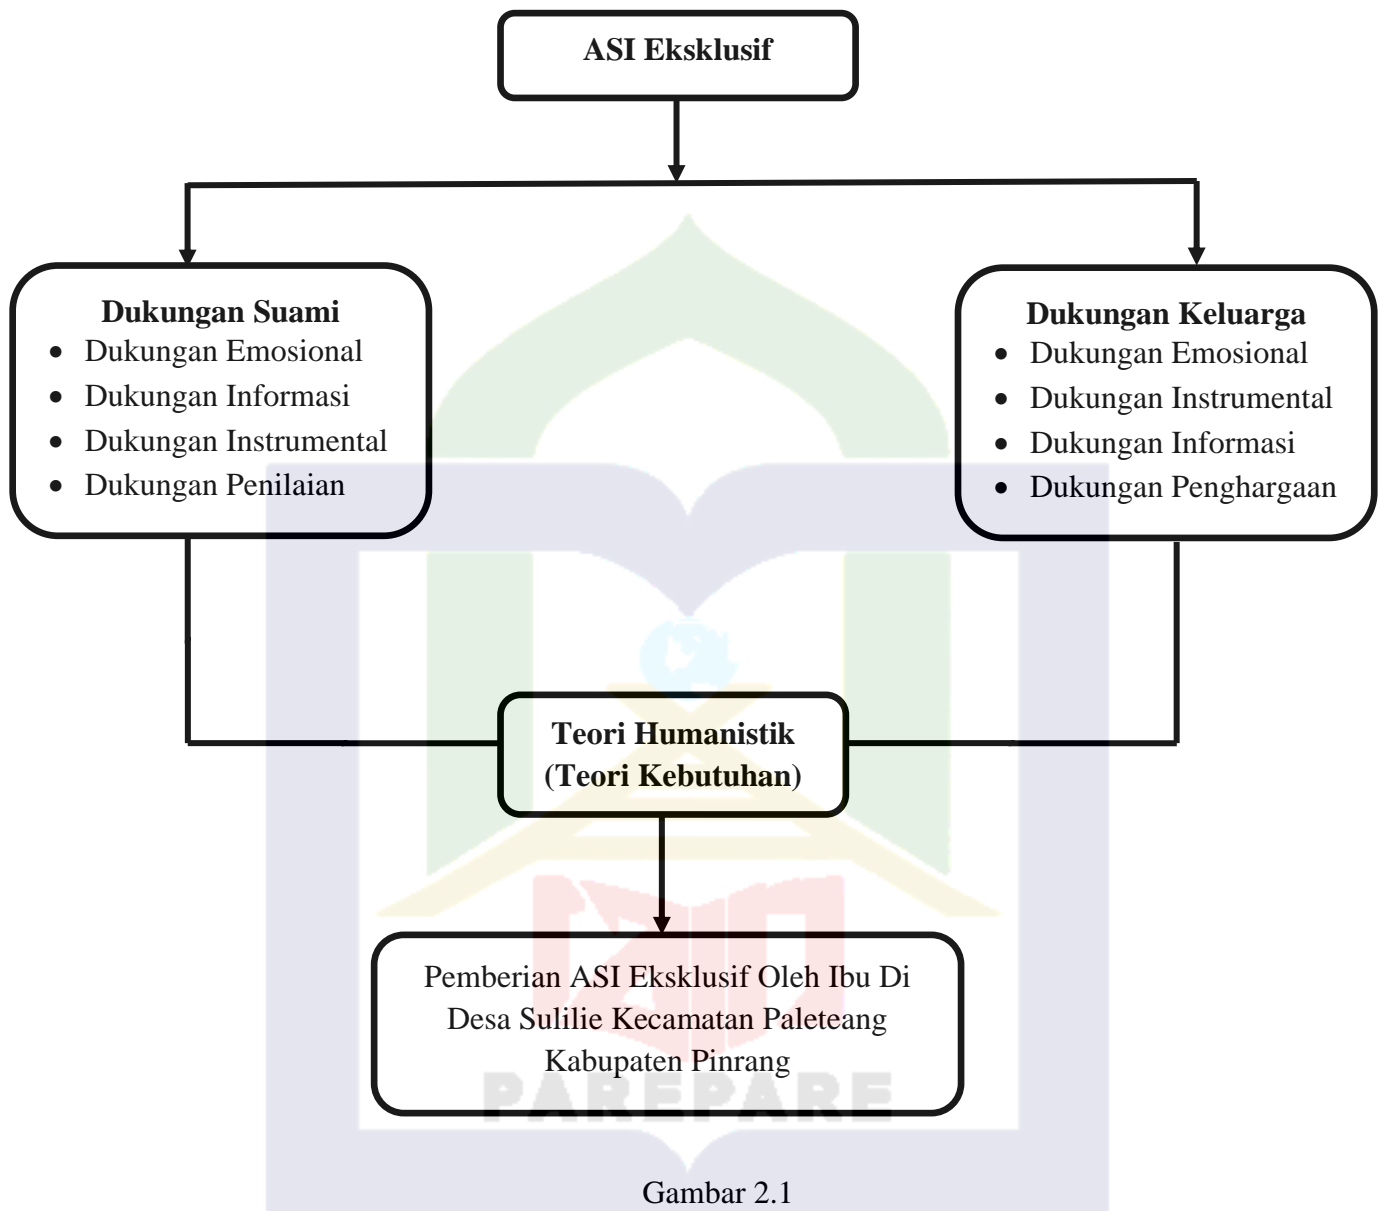 ASI Eksklusif
Dukungan Suami
• Dukungan Emosional
• Dukungan Informasi
• Dukungan Instrumental
• Dukungan Penilaian
Dukungan Keluarga
• Dukungan Emosional
• Dukungan Instrumental
• Dukungan Informasi
• Dukungan Penghargaan
Teori Humanistik
(Teori Kebutuhan)
Pemberian ASI Eksklusif Oleh Ibu Di
Desa Sulilie Kecamatan Paleteang
Kabupaten Pinrang
PAREPARE
Gambar 2.1